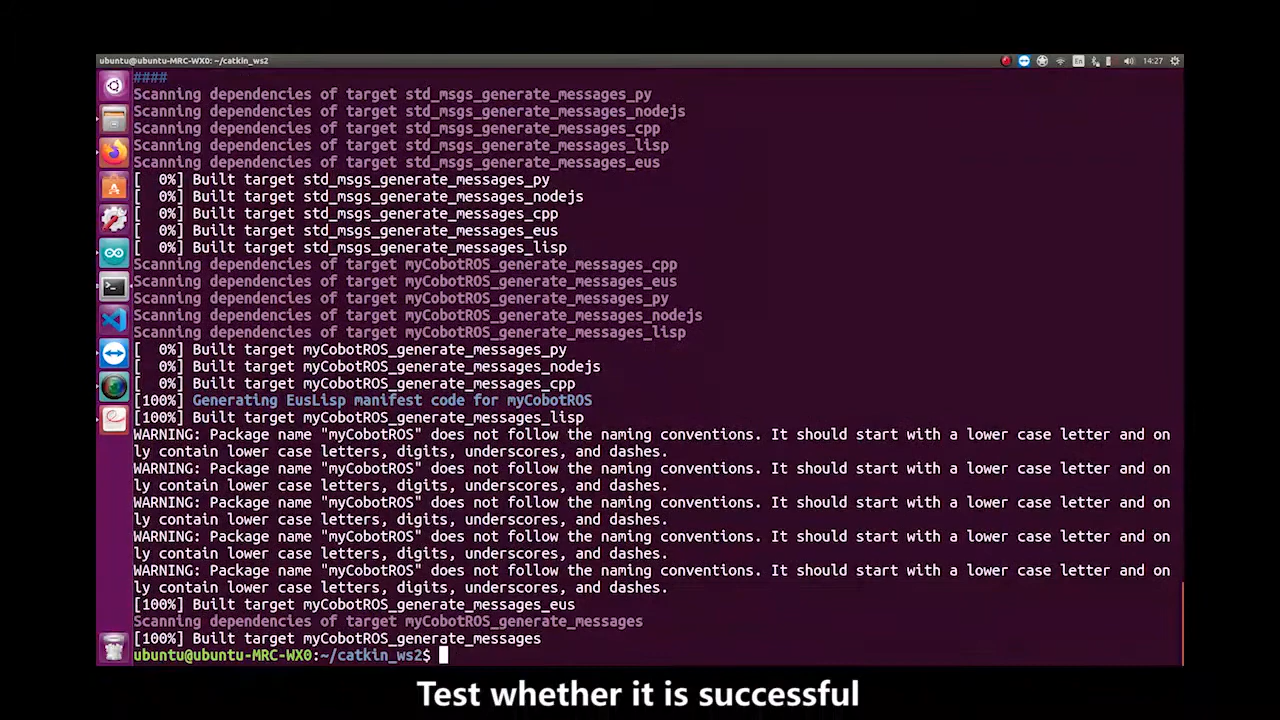 ubuntu@ubuntu-MRC-WX0: ~/catkin_ws2
En
14:27
####
Scanning dependencies of target std_msgs_generate_messages_py
Scanning dependencies of target std_msgs_generate_messages_nodejs
Scanning dependencies of target std_msgs_generate_messages_cpp
Scanning dependencies of target std_msgs_generate_messages_lisp
Scanning dependencies of target std_msgs_generate_messages_eus
[  0%] Built target std_msgs_generate_messages_py
[  0%] Built target std_msgs_generate_messages_nodejs
[  0%] Built target std_msgs_generate_messages_cpp
[  0%] Built target std_msgs_generate_messages_eus
[  0%] Built target std_msgs_generate_messages_lisp
Scanning dependencies of target myCobotROS_generate_messages_cpp
Scanning dependencies of target myCobotROS_generate_messages_eus
Scanning dependencies of target myCobotROS_generate_messages_py
Scanning dependencies of target myCobotROS_generate_messages_nodejs
Scanning dependencies of target myCobotROS_generate_messages_lisp
[  0%] Built target myCobotROS_generate_messages_py
[  0%] Built target myCobotROS_generate_messages_nodejs
[  0%] Built target myCobotROS_generate_messages_cpp
[100%] Generating EusLisp manifest code for myCobotROS
[100%] Built target myCobotROS_generate_messages_lisp
WARNING: Package name "myCobotROS" does not follow the naming conventions. It should start with a lower case letter and on
ly contain lower case letters, digits, underscores, and dashes.
WARNING: Package name "myCobotROS" does not follow the naming conventions. It should start with a lower case letter and on
ly contain lower case letters, digits, underscores, and dashes.
WARNING: Package name "myCobotROS" does not follow the naming conventions. It should start with a lower case letter and on
ly contain lower case letters, digits, underscores, and dashes.
WARNING: Package name "myCobotROS" does not follow the naming conventions. It should start with a lower case letter and on
ly contain lower case letters, digits, underscores, and dashes.
WARNING: Package name "myCobotROS" does not follow the naming conventions. It should start with a lower case letter and on
ly contain lower case letters, digits, underscores, and dashes.
[100%] Built target myCobotROS_generate_messages_eus
Scanning dependencies of target myCobotROS_generate_messages
[100%] Built target myCobotROS_generate_messages
ubuntu@ubuntu-MRC-WX0:~/catkin_ws2$
Test whether it is successful